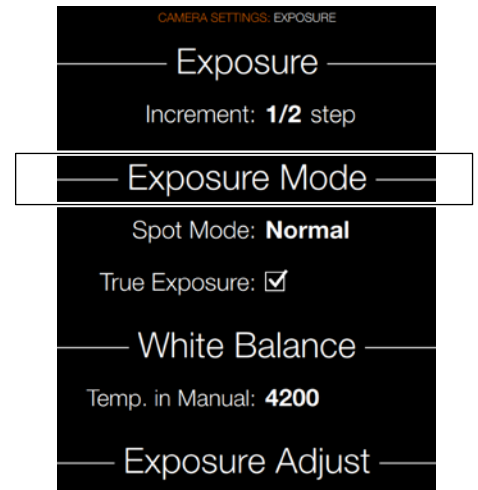 CAMERA SETTINGS: EXPOSURE
Exposure
Increment: 1/2 step
Exposure Mode
Spot Mode: Normal
True Exposure:
White Balance
Temp. in Manual: 4200
Exposure Adjust